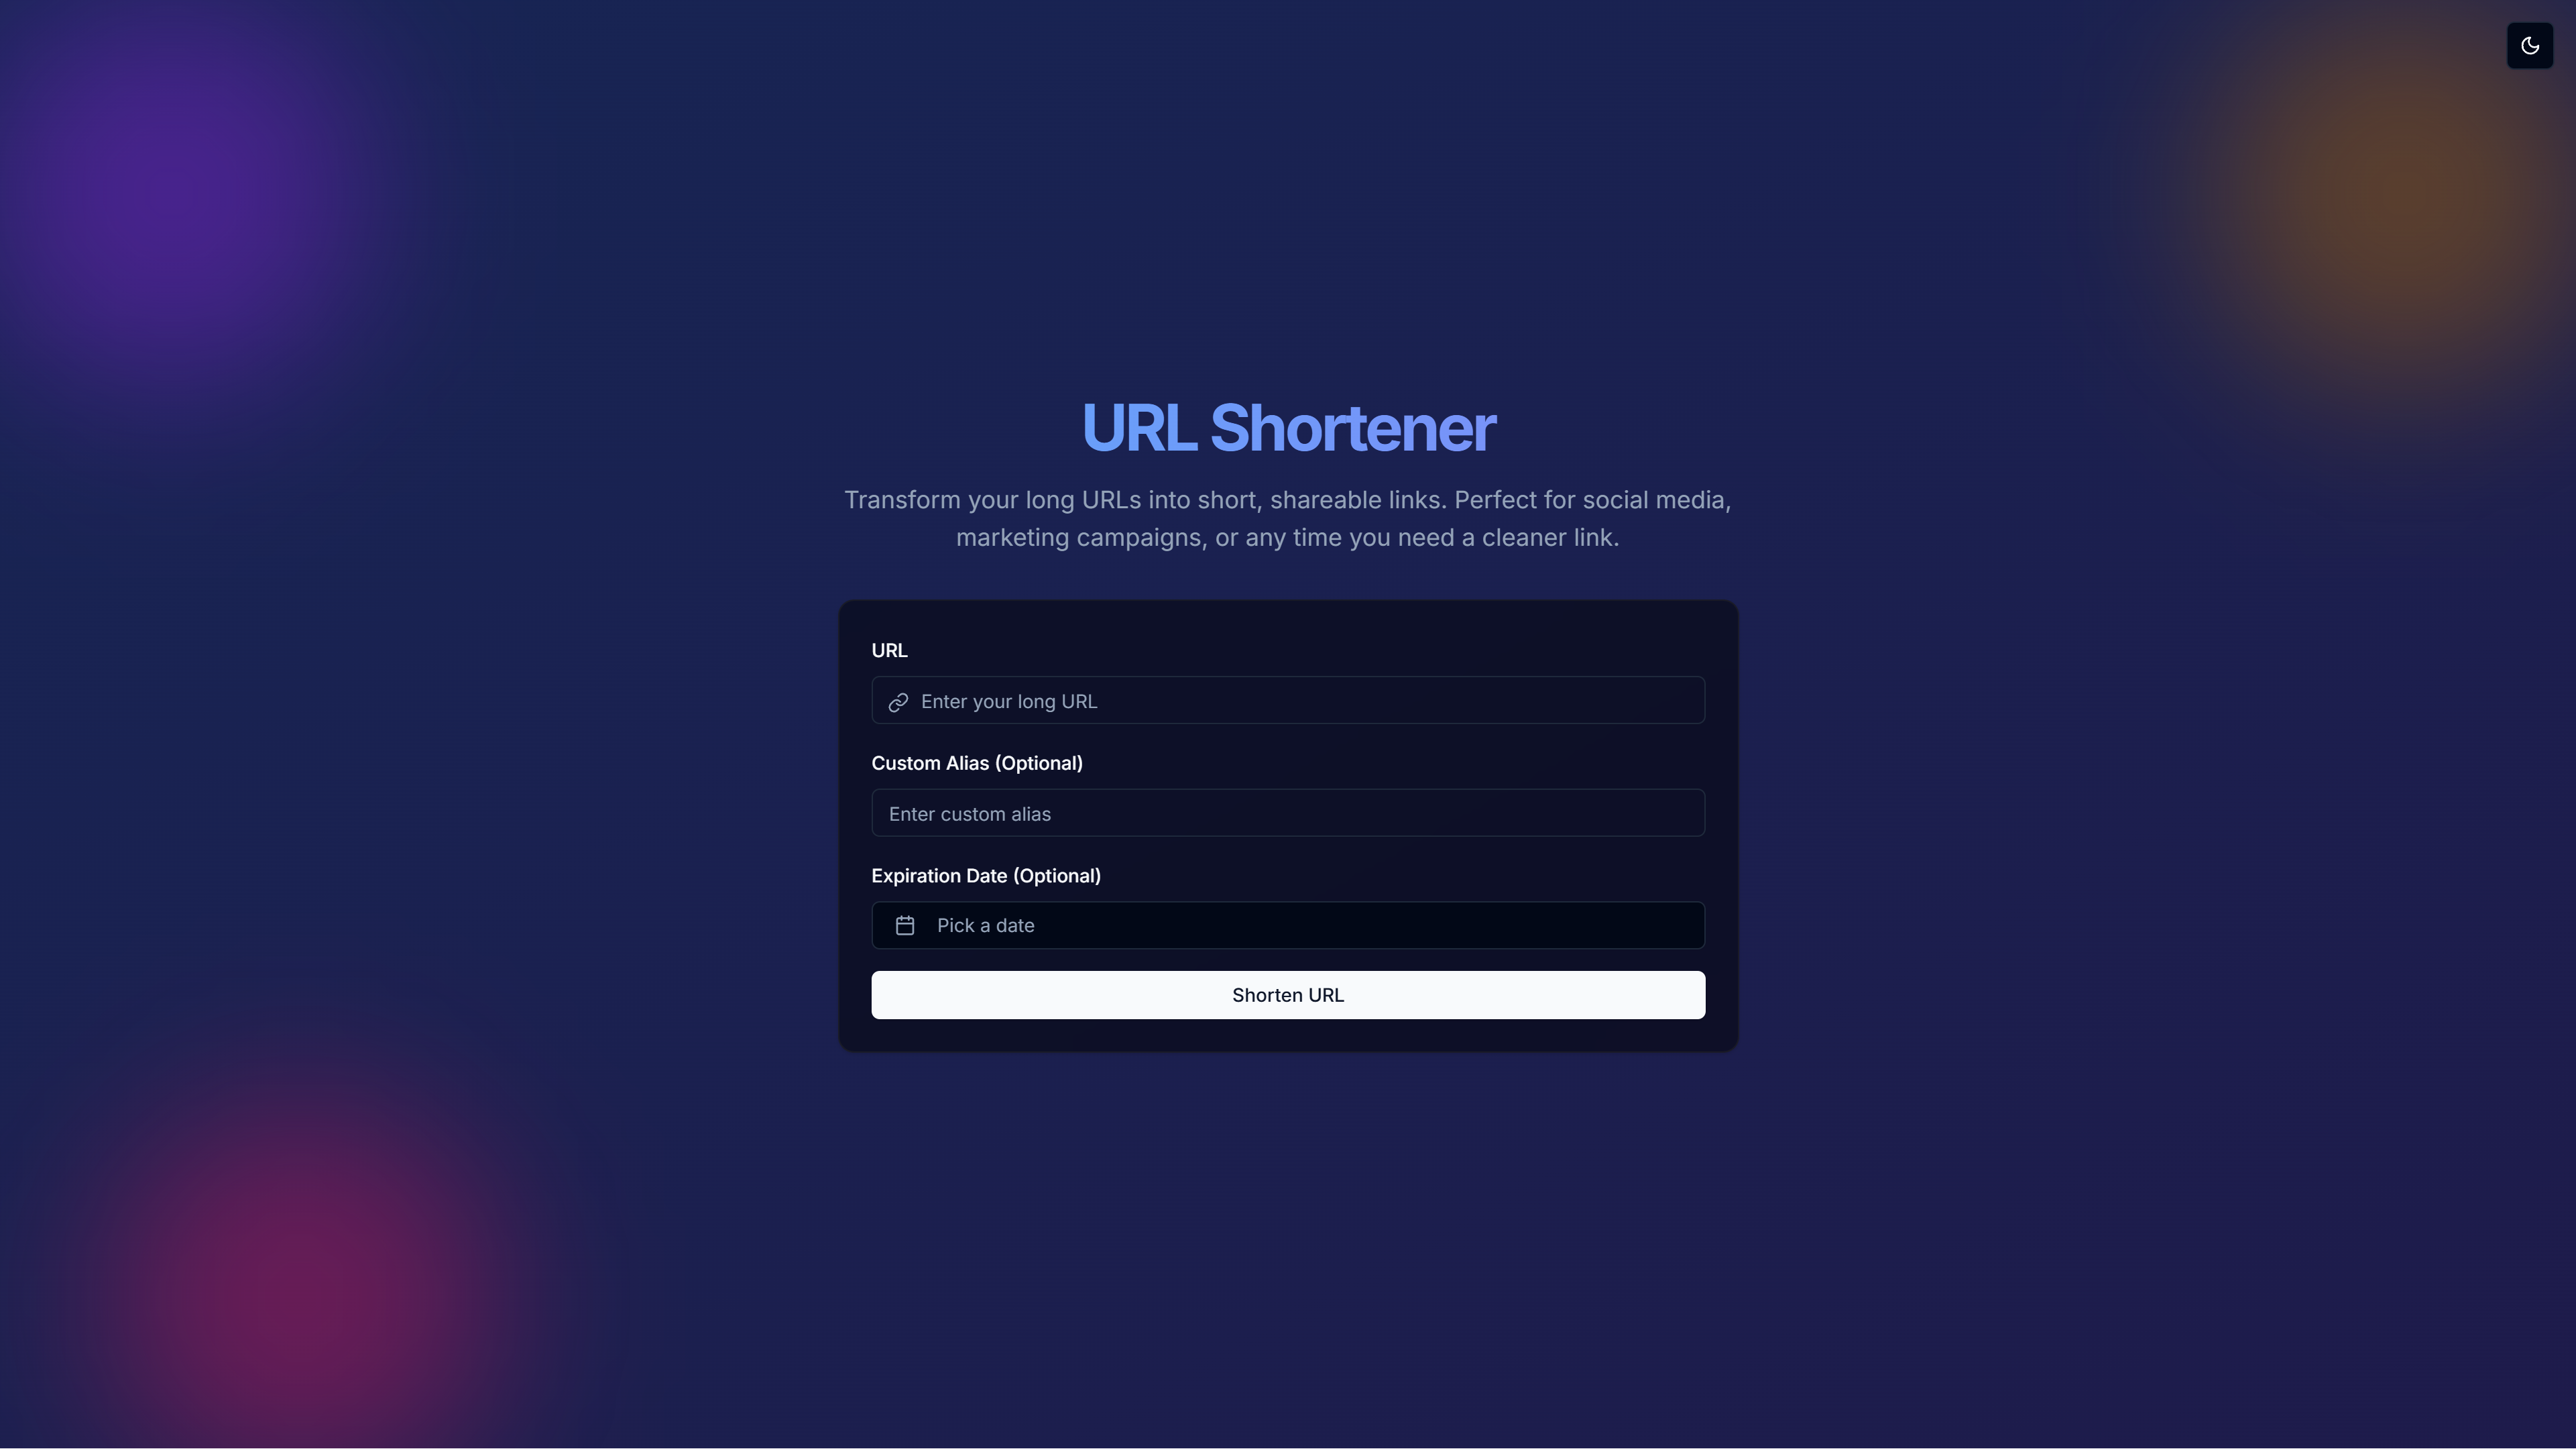 URL Shortener
Transform your long URLs into short, shareable links. Perfect for social media,
marketing campaigns, or any time you need a cleaner link.
URL
Enter your long URL
Custom Alias (Optional)
Enter custom alias
Expiration Date (Optional)
Pick a date
Shorten URL